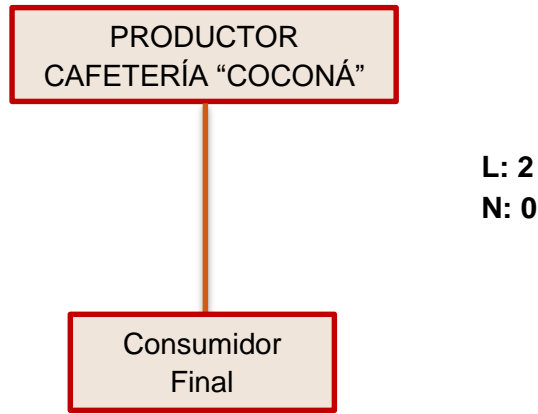 PRODUCTOR
CAFETERÍA “COCONÁ”
L: 2
N: 0
Consumidor
Final